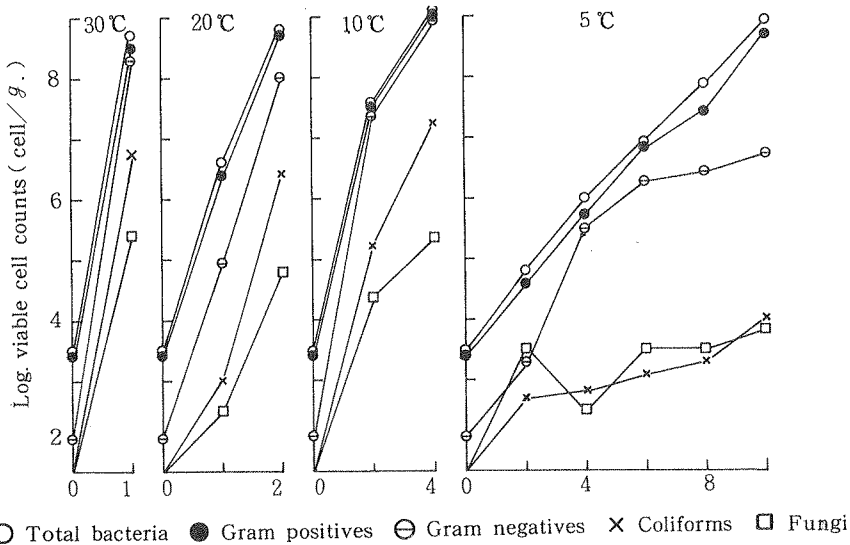 30℃ 20℃ 10℃ 5℃
Log. viable cell counts ( cell/g. )
8
6
4
2
0 1 0 2 0 4 0 4 8
○ Total bacteria ● Gram positives ⊖ Gram negatives × Coliforms □ Fungi